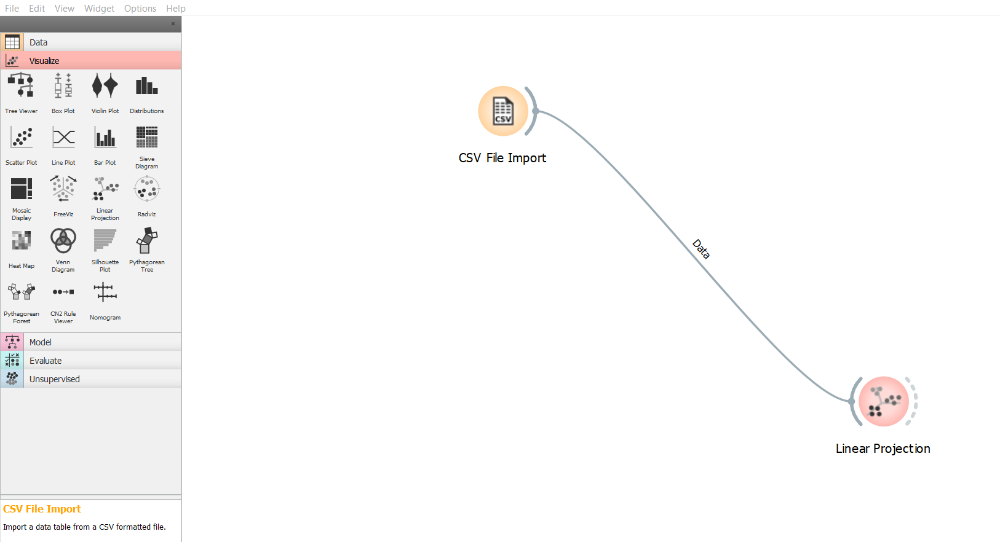 File Edit View Widget Options Help
×
Data
Visualize
Tree Viewer Box Plot Violin Plot Distributions
Scatter Plot Line Plot Bar Plot Sieve Diagram
Mosaic Display FreeViz Linear Projection Radviz
Heat Map Venn Diagram Silhouette Plot Pythagorean Tree
Pythagorean Forest CN2 Rule Viewer Nomogram
Model
Evaluate
Unsupervised
CSV File Import
Import a data table from a CSV formatted file.
CSV
CSV File Import
Data
Linear Projection